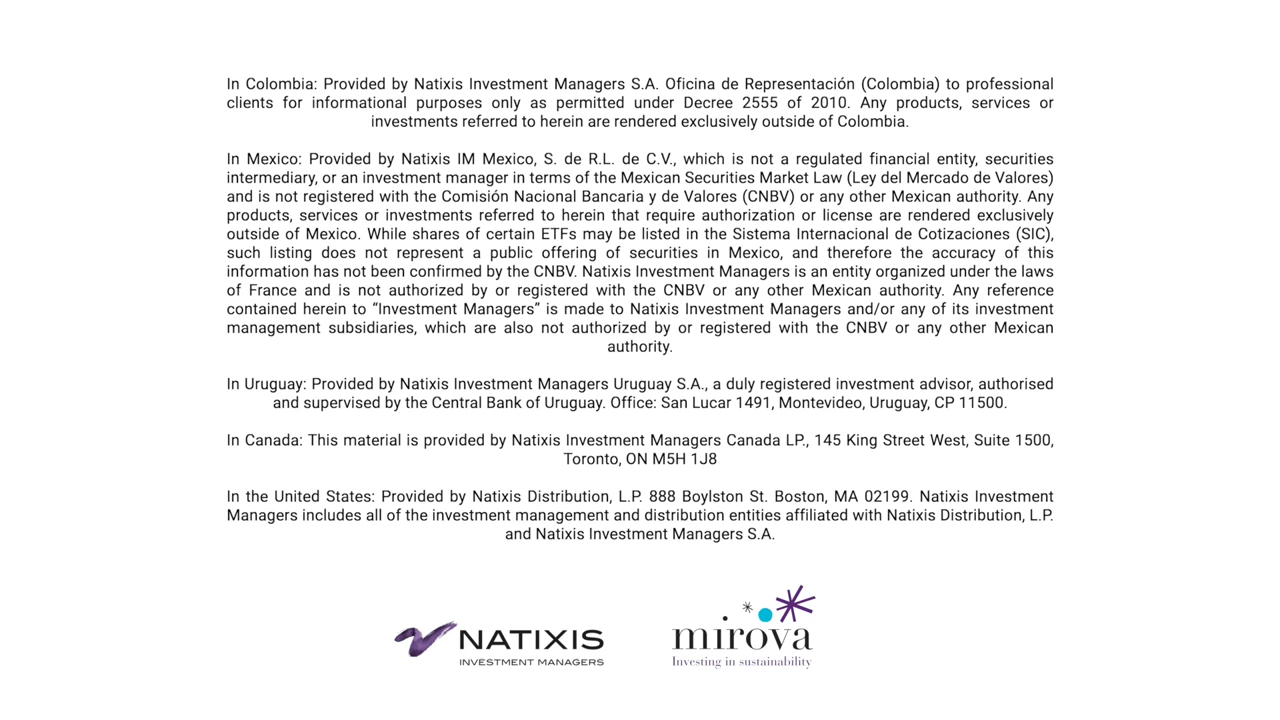 In Colombia: Provided by Natixis Investment Managers S.A. Oficina de Representación (Colombia) to professional
clients for informational purposes only as permitted under Decree 2555 of 2010. Any products, services or
investments referred to herein are rendered exclusively outside of Colombia.
In Mexico: Provided by Natixis IM Mexico, S. de R.L. de C.V., which is not a regulated financial entity, securities
intermediary, or an investment manager in terms of the Mexican Securities Market Law (Ley del Mercado de Valores)
and is not registered with the Comisión Nacional Bancaria y de Valores (CNBV) or any other Mexican authority. Any
products, services or investments referred to herein that require authorization or license are rendered exclusively
outside of Mexico. While shares of certain ETFs may be listed in the Sistema Internacional de Cotizaciones (SIC),
such listing does not represent a public offering of securities in Mexico, and therefore the accuracy of this
information has not been confirmed by the CNBV. Natixis Investment Managers is an entity organized under the laws
of France and is not authorized by or registered with the CNBV or any other Mexican authority. Any reference
contained herein to “Investment Managers” is made to Natixis Investment Managers and/or any of its investment
management subsidiaries, which are also not authorized by or registered with the CNBV or any other Mexican
authority.
In Uruguay: Provided by Natixis Investment Managers Uruguay S.A., a duly registered investment advisor, authorised
and supervised by the Central Bank of Uruguay. Office: San Lucar 1491, Montevideo, Uruguay, CP 11500.
In Canada: This material is provided by Natixis Investment Managers Canada LP., 145 King Street West, Suite 1500,
Toronto, ON M5H 1J8
In the United States: Provided by Natixis Distribution, L.P. 888 Boylston St. Boston, MA 02199. Natixis Investment
Managers includes all of the investment management and distribution entities affiliated with Natixis Distribution, L.P.
and Natixis Investment Managers S.A.
NATIXIS
INVESTMENT MANAGERS
mirova
Investing in sustainability